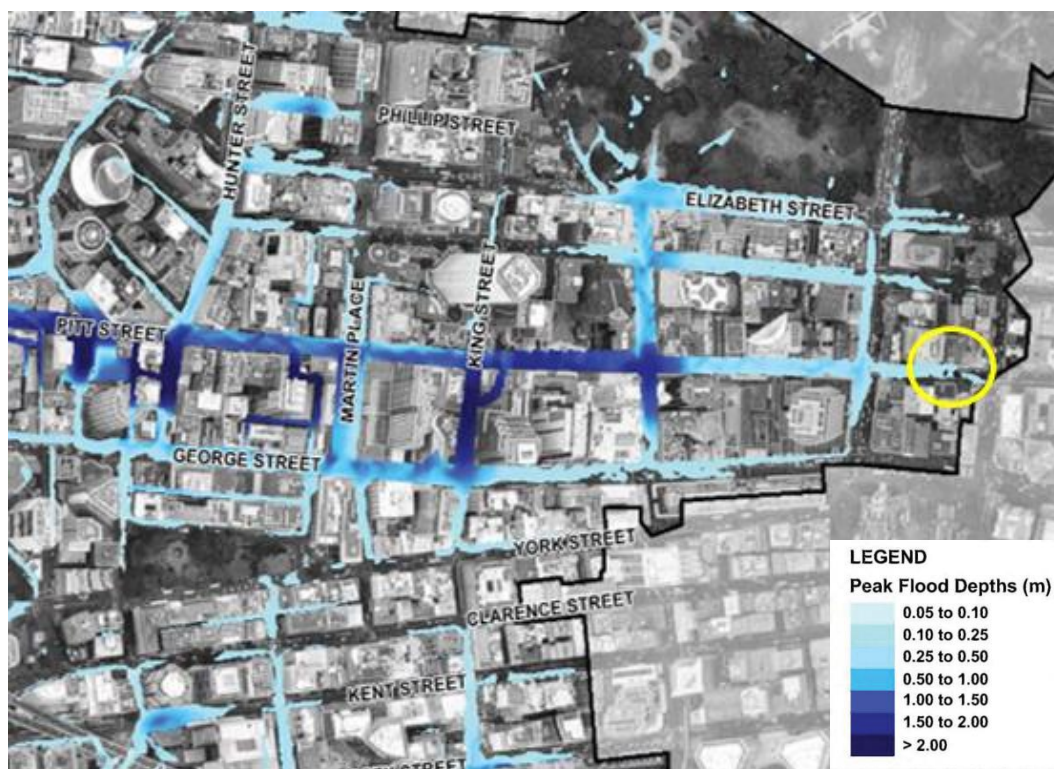 HUNTER STREET
PHILLIP STREET
ELIZABETH STREET
PITT STREET
MARTIN PLACE
KING STREET
GEORGE STREET
YORK STREET
CLARENCE STREET
KENT STREET
STREET
LEGEND
Peak Flood Depths (m)
0.05 to 0.10
0.10 to 0.25
0.25 to 0.50
0.50 to 1.00
1.00 to 1.50
1.50 to 2.00
> 2.00